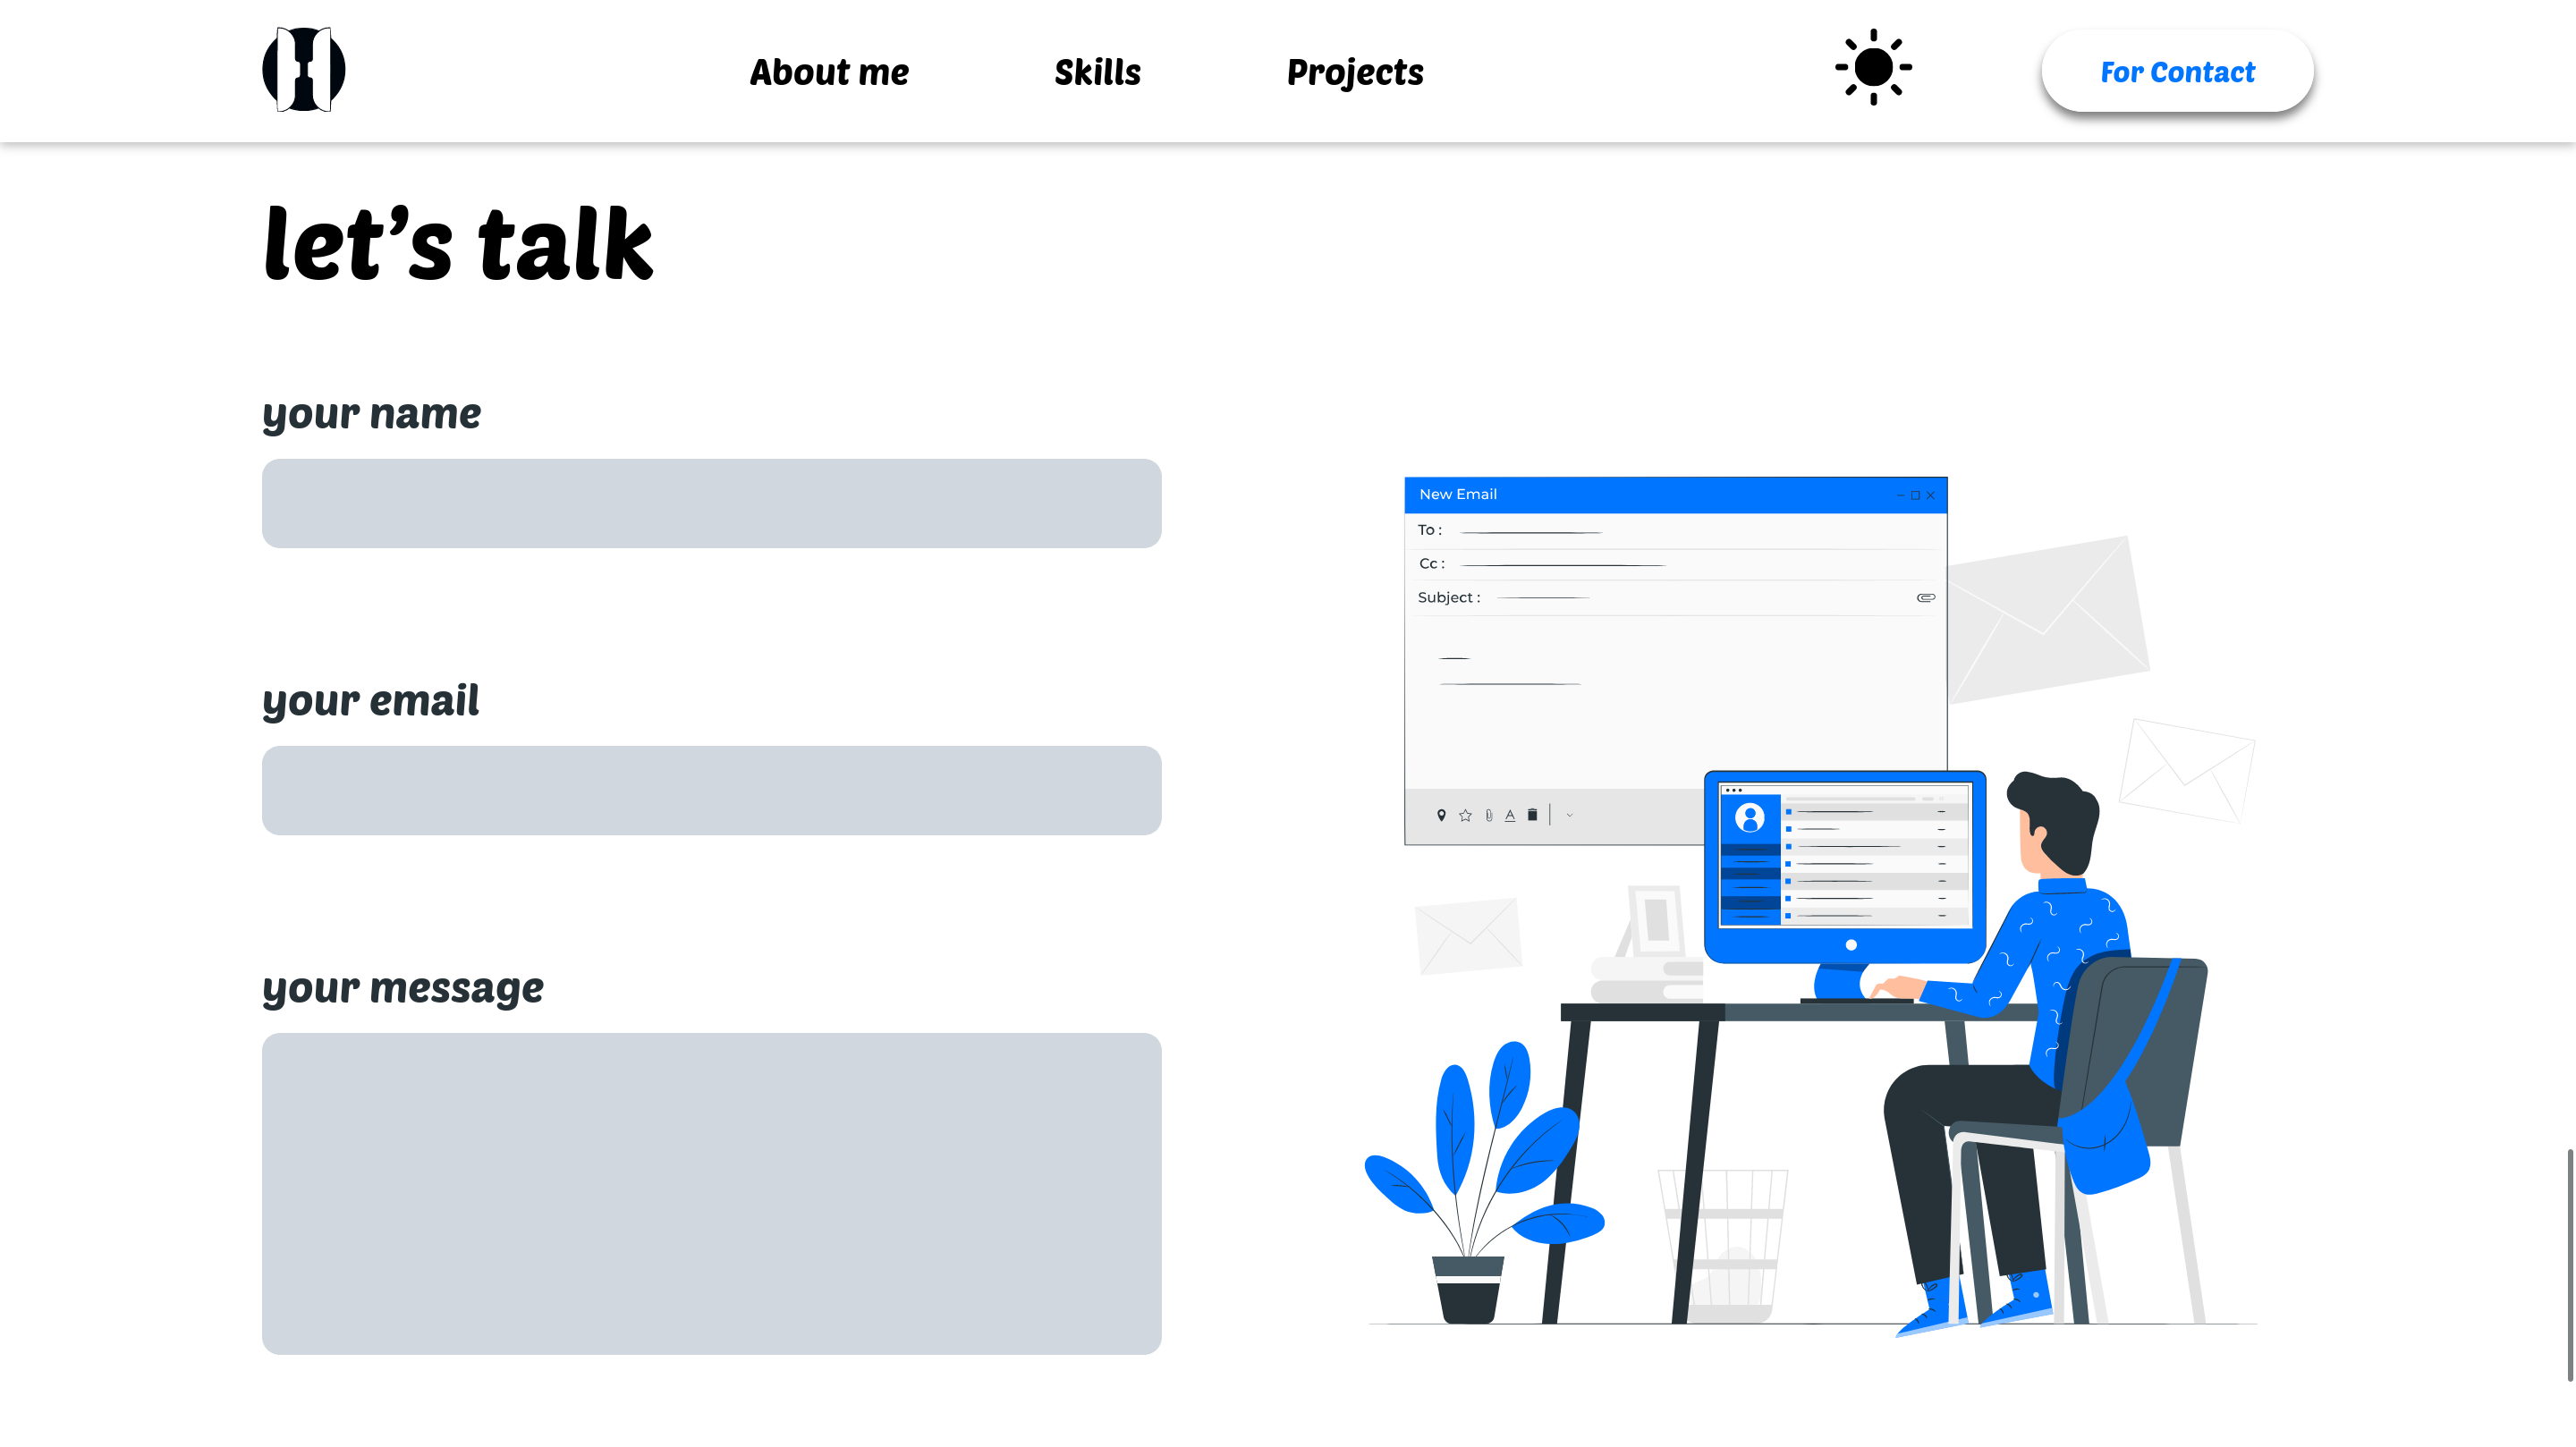 About me
Skills
Projects
For Contact
let's talk
your name
your email
your message
New Email
To :
Cc :
Subject :
A